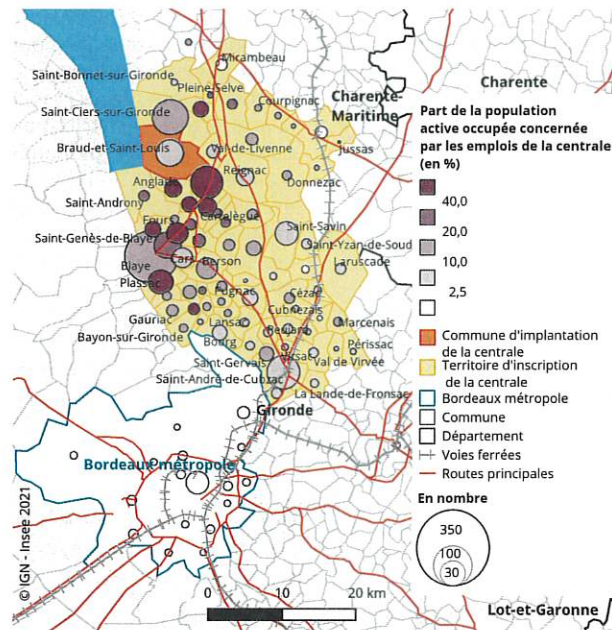 Mirambeau
Saint-Bonnet-sur-Gironde
Pleine-Selve
Saint-Ciers-sur-Gironde
Courpignac
Charente-
Maritime
Braud-et-Saint-Louis
Val-de-Livenne
Jussas
Reignac
Anglade
Donnezac
Saint-Androny
Cartelègue
Fours
Saint-Savin
Saint-Genès-de-Blaye
Saint-Yzan-de-Soud
Cars
Berson
Laruscade
Blaye
Plassac
Pugnac
Cézac
Cubnezais
Gauriac
Lansac
Marcenais
Bayon-sur-Gironde
Bourg
Peujard
Périssac
Saint-Gervais
Virsac
Val de Virvée
Saint-André-de-Cubzac
La Lande-de-Fronsac
Gironde
Bordeaux métropole
© IGN - Insee 2021
0
10
20 km
Charente
Part de la population
active occupée concernée
par les emplois de la centrale
(en %)
40,0
20,0
10,0
2,5
Commune d'implantation
de la centrale
Territoire d'inscription
de la centrale
Bordeaux métropole
Commune
Département
Voies ferrées
Routes principales
En nombre
350
100
30
Lot-et-Garonne